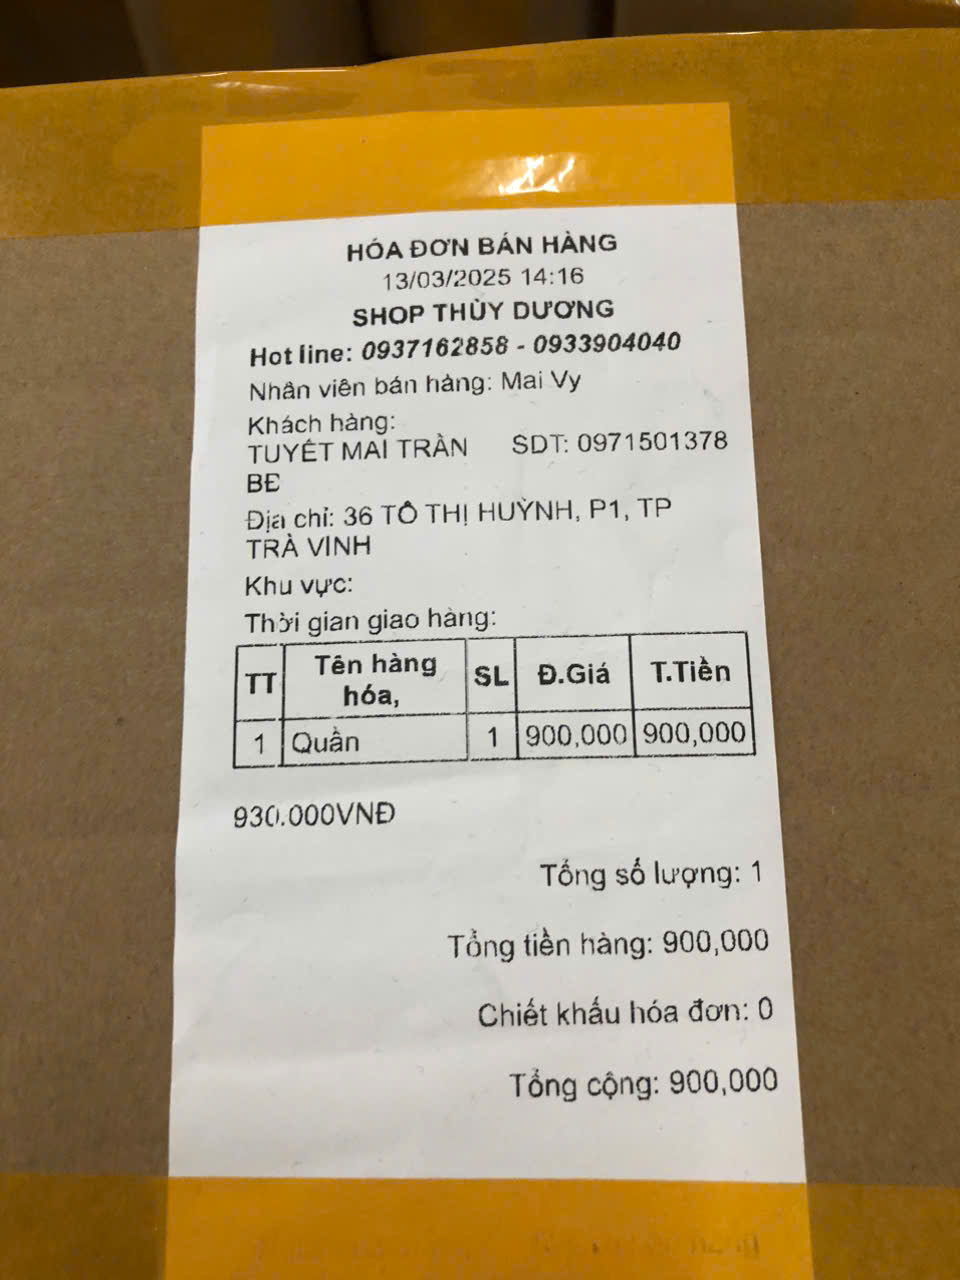 HÓA ĐƠN BÁN HÀNG
13/03/2025 14:16
SHOP THÙY DƯƠNG
Hot line: 0937162858 - 0933904040
Nhân viên bán hàng: Mai Vy
Khách hàng:
TUYẾT MAI TRẦN SDT: 0971501378
BE
Địa chỉ: 36 TÔ THỊ HUỲNH, P1, TP
TRÀ VINH
Khu vực:
Thời gian giao hàng:
TT Tên hàng hóa, SL Đ.Giá T.Tiền
1 Quần 1 900,000 900,000
930.000VNĐ
Tổng số lượng: 1
Tổng tiền hàng: 900,000
Chiết khấu hóa đơn: 0
Tổng cộng: 900,000